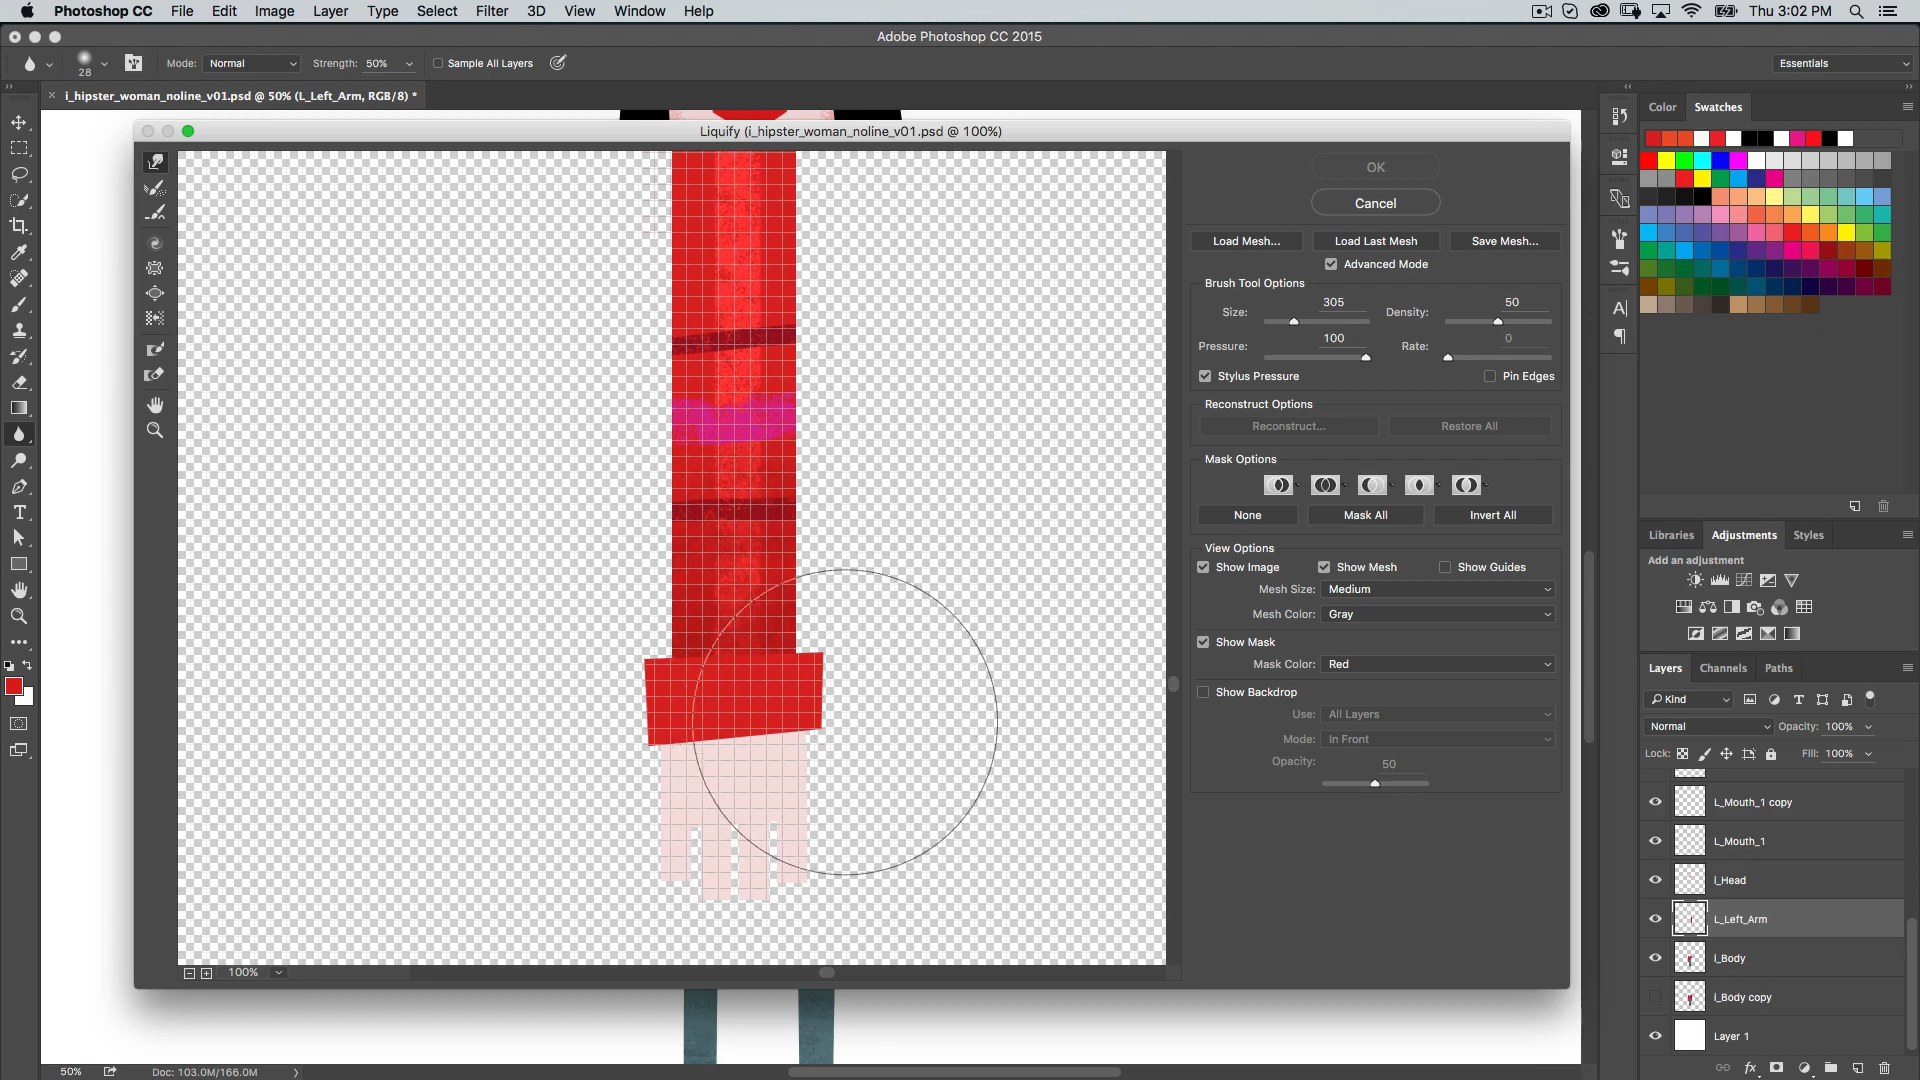 Photoshop CC File Edit Image Layer Type Select Filter 3D View Window Help Thu 3:02 PM
Adobe Photoshop CC 2015
28 Mode: Normal Strength: 50% Sample All Layers Essentials
i_hipster_woman_noline_v01.psd @ 50% (L_Left_Arm, RGB/8) *
Color Swatches
Liquify (i_hipster_woman_noline_v01.psd @ 100%)
OK
Cancel
Load Mesh... Load Last Mesh Save Mesh...
Advanced Mode
Brush Tool Options
Size: 305 Density: 50
Pressure: 100 Rate: 0
Stylus Pressure Pin Edges
Reconstruct Options
Reconstruct... Restore All
Mask Options
None Mask All Invert All
View Options
Show Image Show Mesh Show Guides
Mesh Size: Medium
Mesh Color: Gray
Show Mask
Mask Color: Red
Show Backdrop
Use: All Layers
Mode: In Front
Opacity: 50
100%
Libraries Adjustments Styles
Add an adjustment
Layers Channels Paths
Kind
Normal Opacity: 100%
Lock: Fill: 100%
L_Mouth_1 copy
L_Mouth_1
i_Head
L_Left_Arm
i_Body
i_Body copy
Layer 1
fx
50% Doc: 103.0M/166.0M